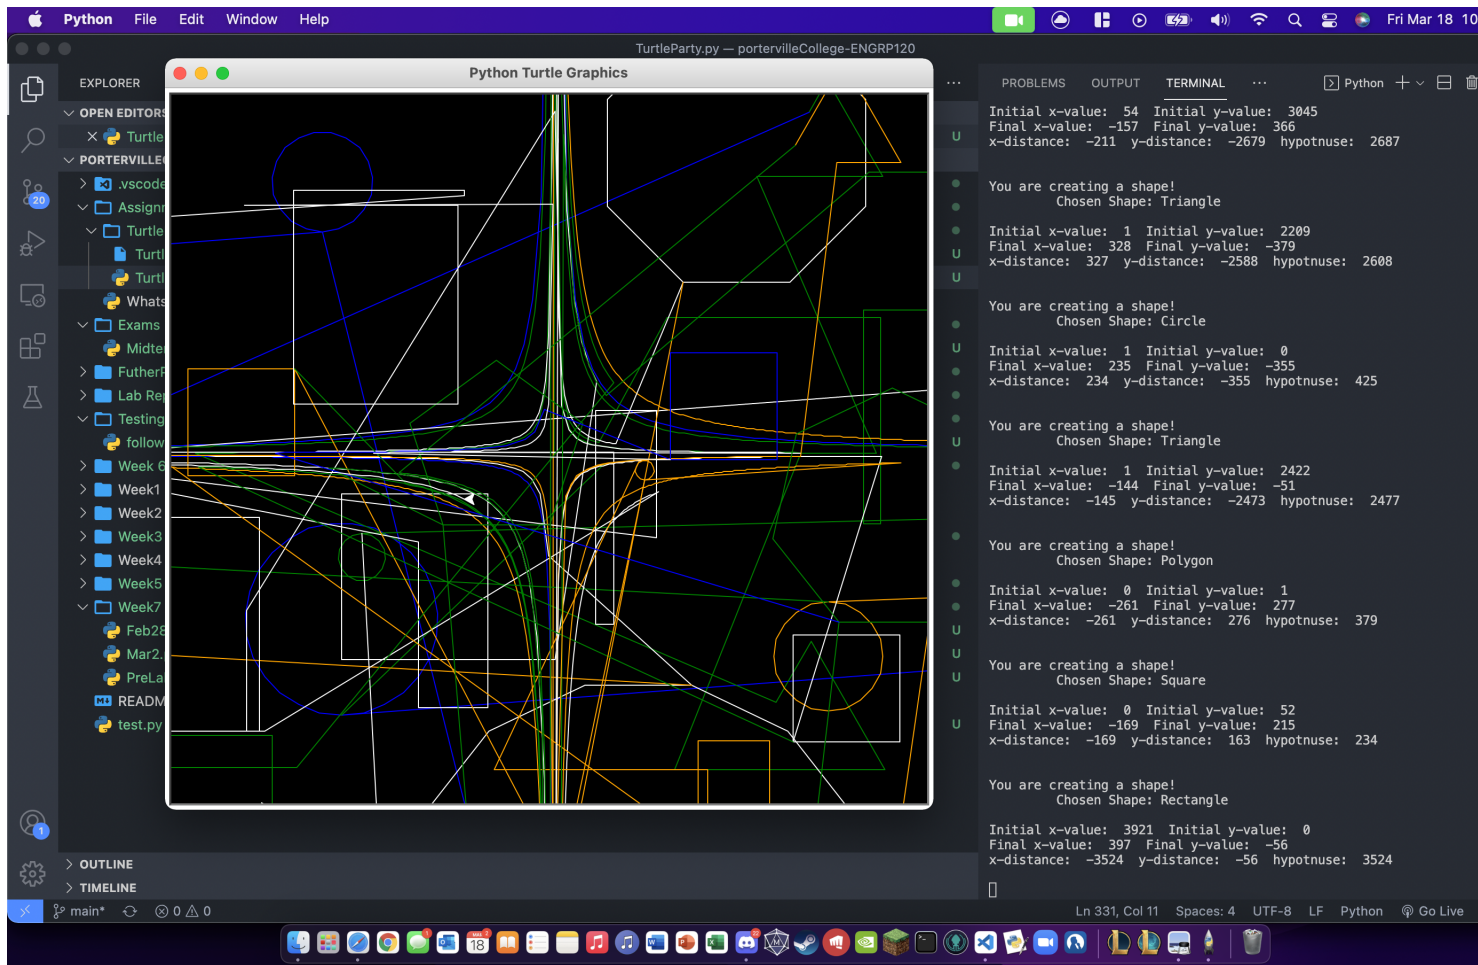 Python File Edit Window Help
Fri Mar 18 10
TurtleParty.py — portervilleCollege-ENGRP120
EXPLORER
Python Turtle Graphics
PROBLEMS OUTPUT TERMINAL ... Python
OPEN EDITORS
Turtle
U
PORTERVILLE
.vscode
20
Assignr
Turtle
Turtl
U
Turtl
U
Whats
Exams
Midter
U
Futher
Lab Rep
Testing
follow
U
Week 6
Week1
Week2
Week3
Week4
Week5
Week7
Feb28
U
Mar2.
U
PreLa
U
README
test.py
U
1
OUTLINE
TIMELINE
Initial x-value: 54 Initial y-value: 3045
Final x-value: -157 Final y-value: 366
x-distance: -211 y-distance: -2679 hypotnuse: 2687
You are creating a shape!
Chosen Shape: Triangle
Initial x-value: 1 Initial y-value: 2209
Final x-value: 328 Final y-value: -379
x-distance: 327 y-distance: -2588 hypotnuse: 2608
You are creating a shape!
Chosen Shape: Circle
Initial x-value: 1 Initial y-value: 0
Final x-value: 235 Final y-value: -355
x-distance: 234 y-distance: -355 hypotnuse: 425
You are creating a shape!
Chosen Shape: Triangle
Initial x-value: 1 Initial y-value: 2422
Final x-value: -144 Final y-value: -51
x-distance: -145 y-distance: -2473 hypotnuse: 2477
You are creating a shape!
Chosen Shape: Polygon
Initial x-value: 0 Initial y-value: 1
Final x-value: -261 Final y-value: 277
x-distance: -261 y-distance: 276 hypotnuse: 379
You are creating a shape!
Chosen Shape: Square
Initial x-value: 0 Initial y-value: 52
Final x-value: -169 Final y-value: 215
x-distance: -169 y-distance: 163 hypotnuse: 234
You are creating a shape!
Chosen Shape: Rectangle
Initial x-value: 3921 Initial y-value: 0
Final x-value: 397 Final y-value: -56
x-distance: -3524 y-distance: -56 hypotnuse: 3524
main* 0 0
Ln 331, Col 11 Spaces: 4 UTF-8 LF Python Go Live
18